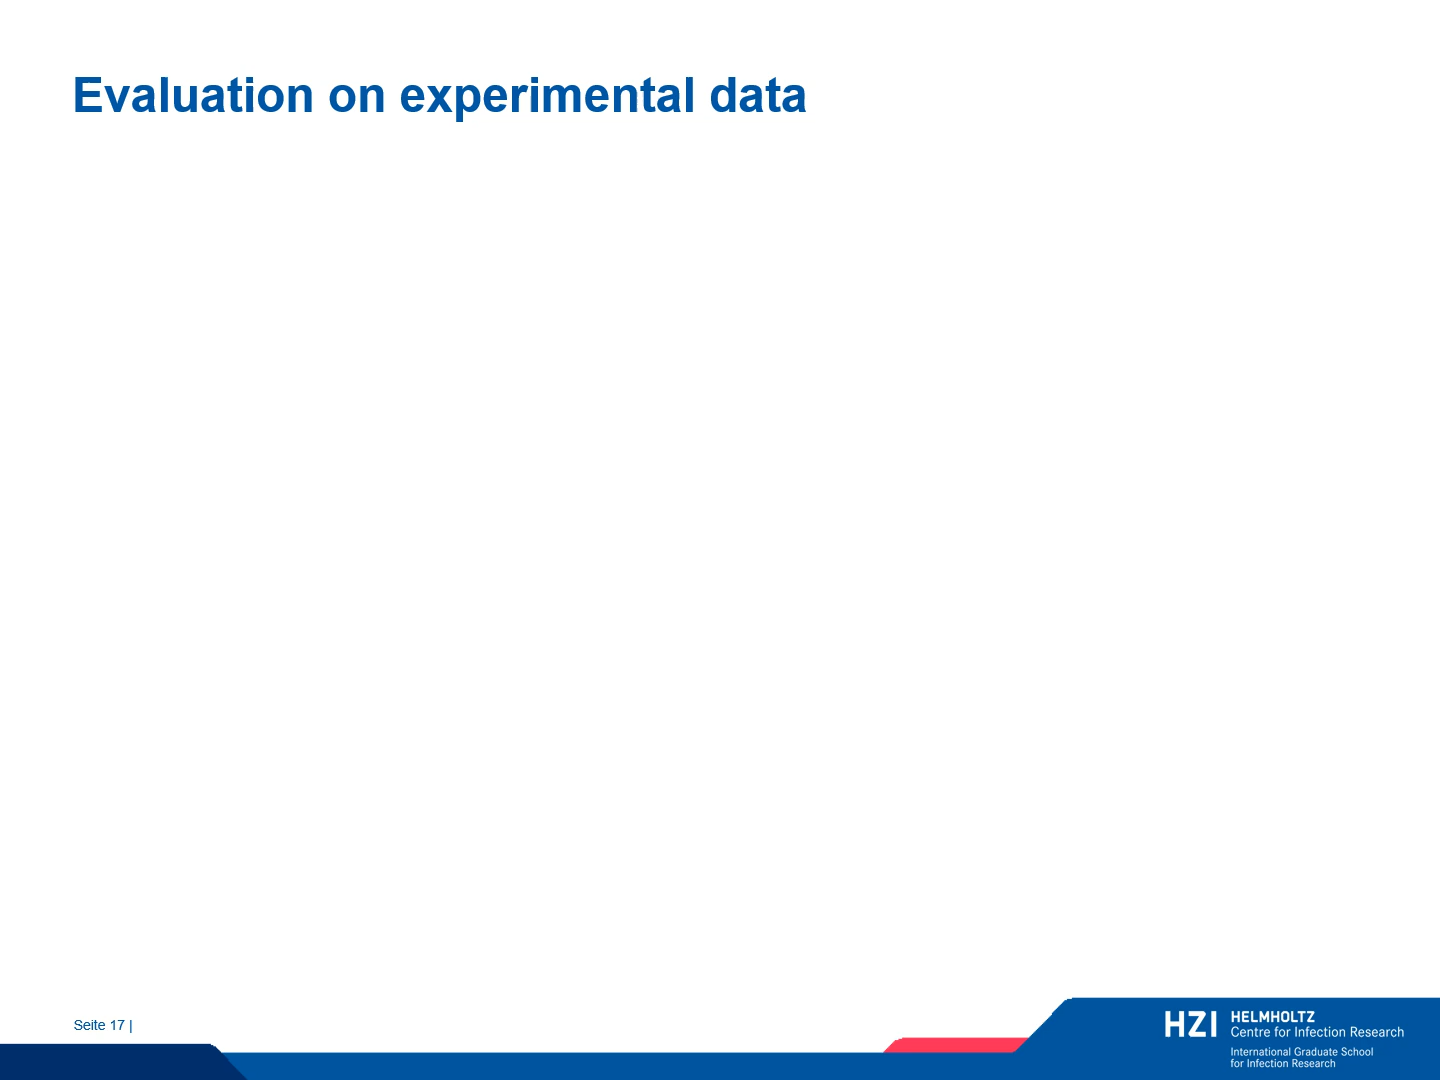 Evaluation on experimental data
Seite 17 |
HZI
HELMHOLTZ
Centre for Infection Research
International Graduate School
for Infection Research